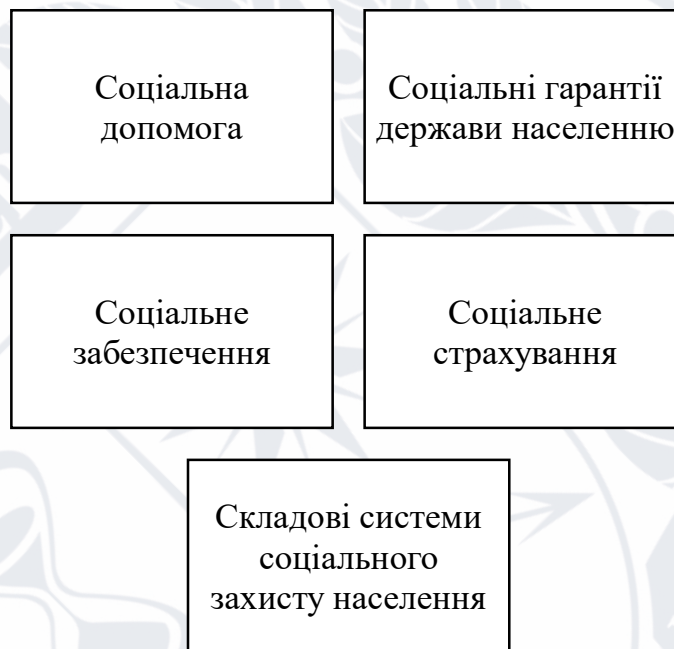 Соціальна
допомога
Соціальні гарантії
держави населенню
Соціальне
забезпечення
Соціальне
страхування
Складові системи
соціального
захисту населення